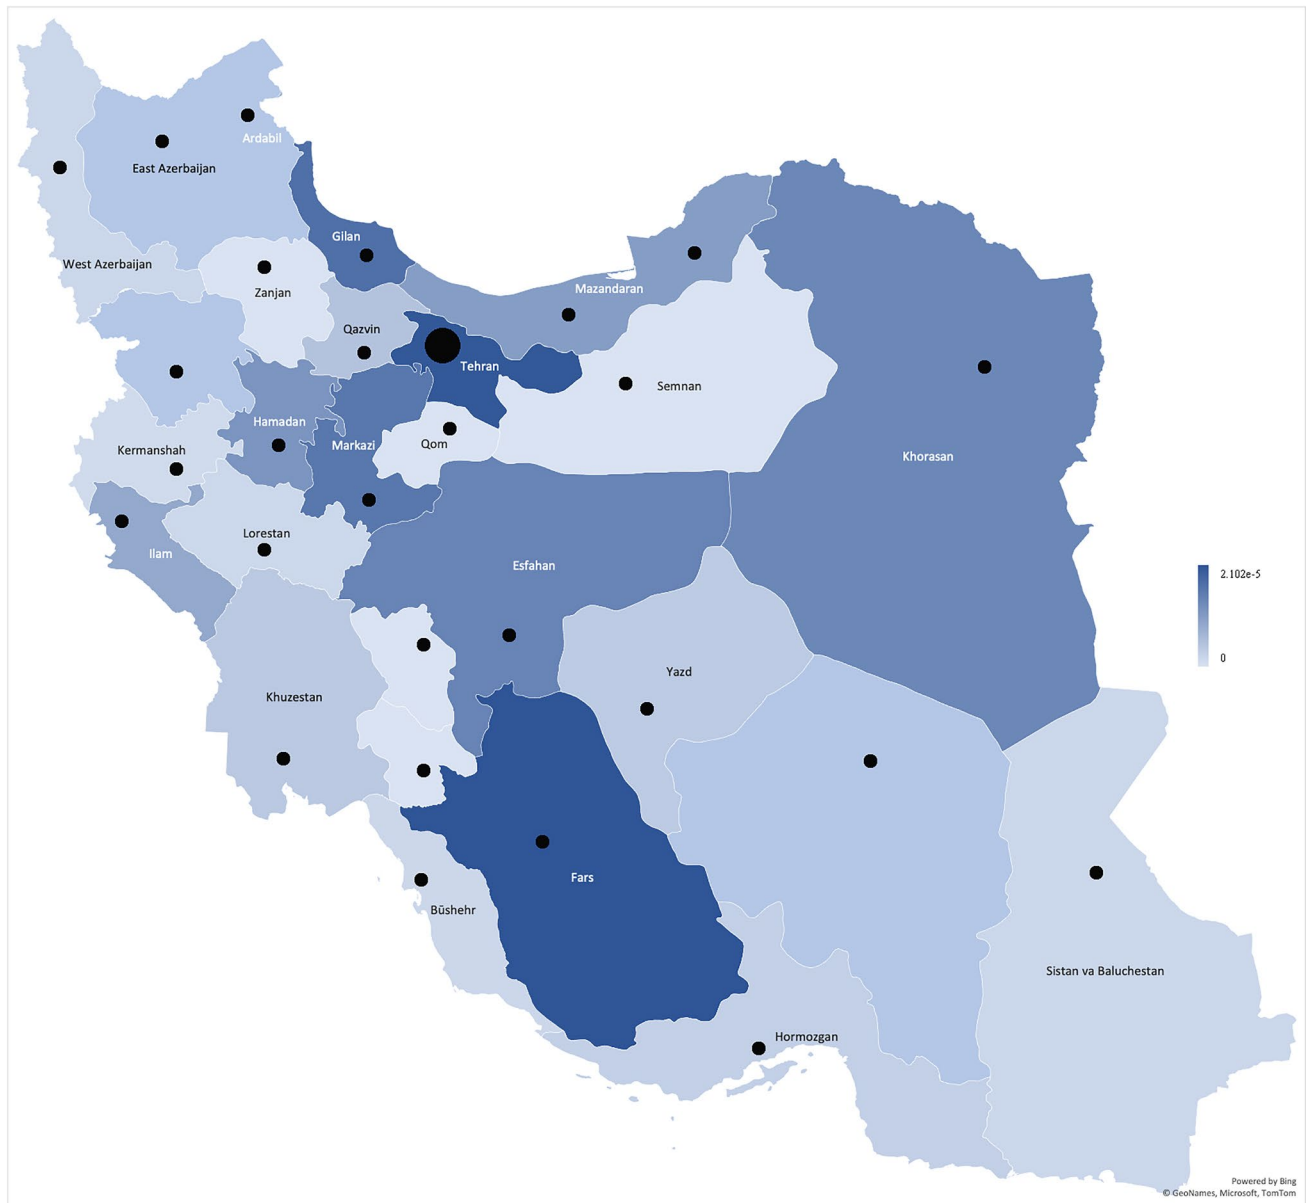 Ardabil
East Azerbaijan
Gilan
West Azerbaijan
Zanjan
Mazandaran
Qazvin
Tehran
Semnan
Hamadan
Markazi
Qom
Kermanshah
Khorasan
Lorestan
Ilam
Esfahan
2.102e-5
0
Yazd
Khuzestan
Fars
Būshehr
Sistan va Baluchestan
Hormozgan
Powered by Bing
© GeoNames, Microsoft, TomTom